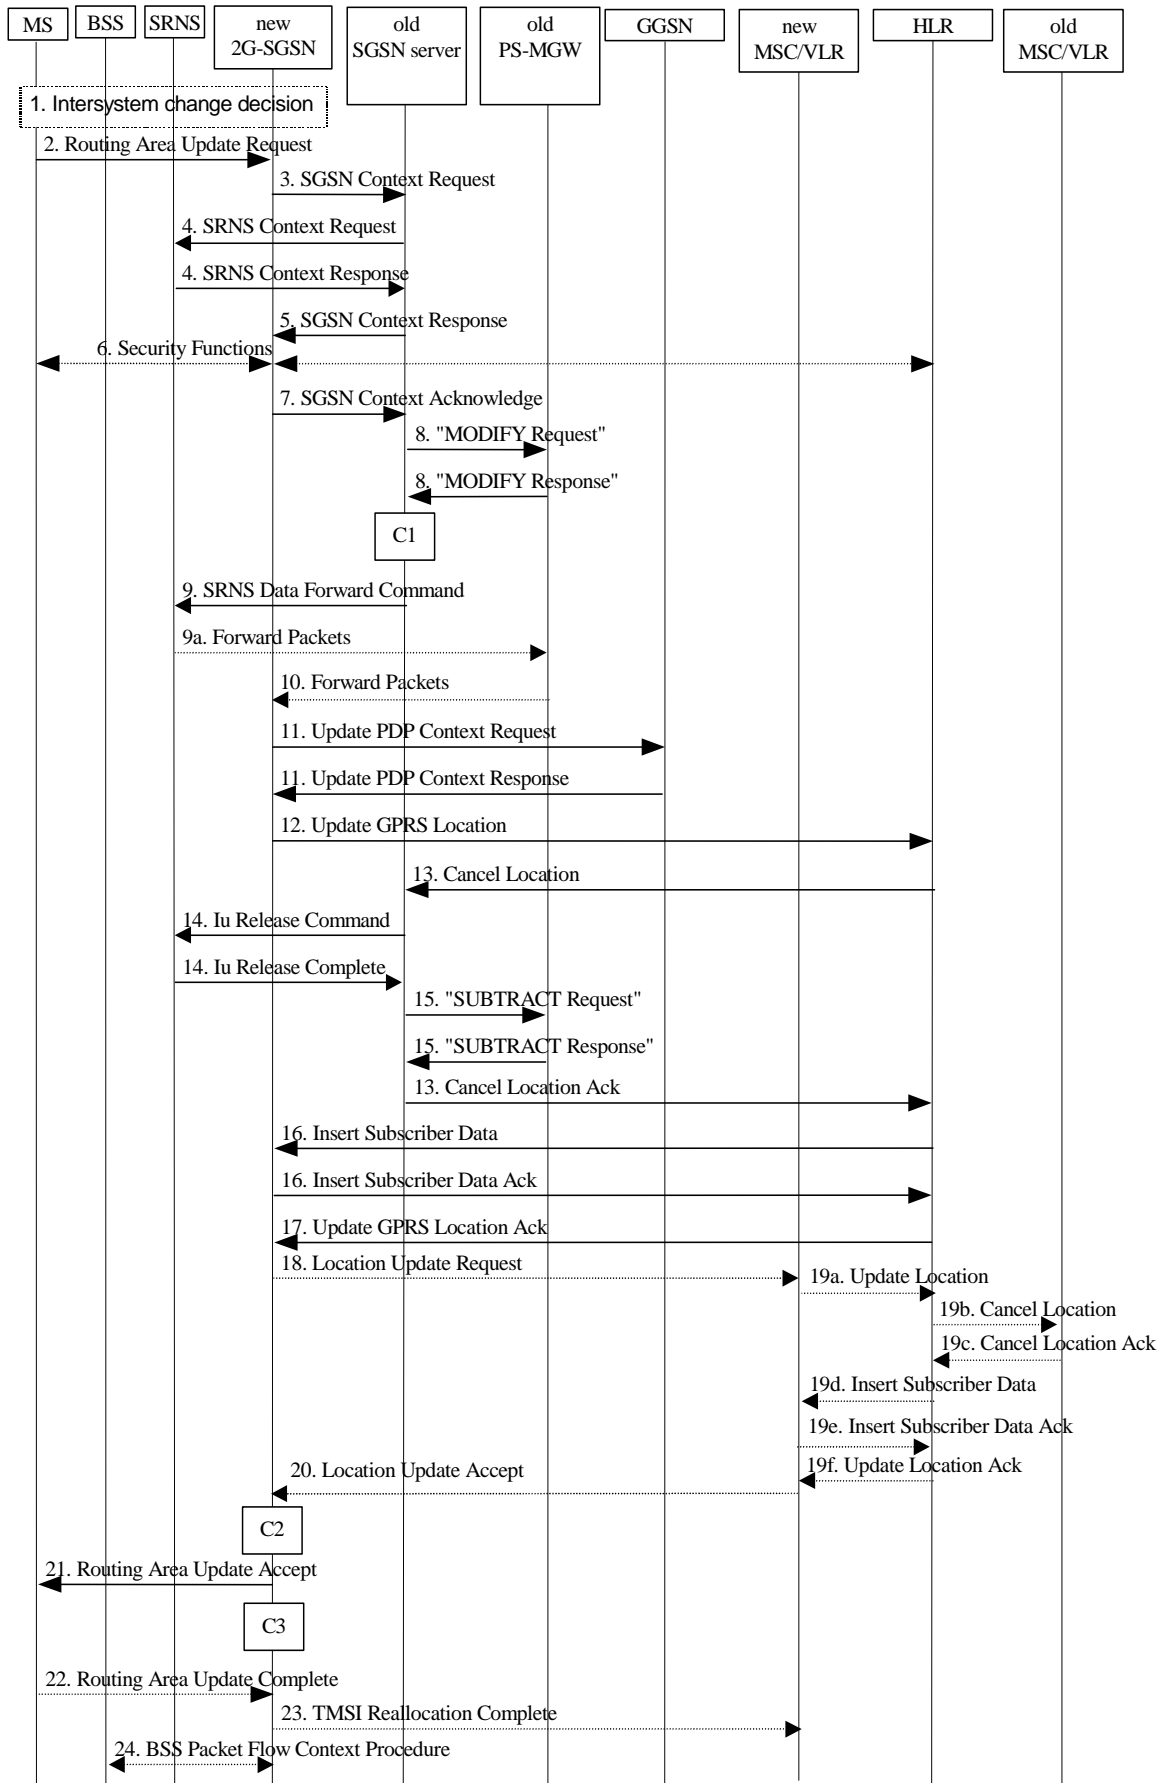 MS
BSS
SRNS
new
2G-SGSN
old
SGSN server
old
PS-MGW
GGSN
new
MSC/VLR
HLR
old
MSC/VLR
1. Intersystem change decision
2. Routing Area Update Request
3. SGSN Context Request
4. SRNS Context Request
4. SRNS Context Response
5. SGSN Context Response
6. Security Functions
7. SGSN Context Acknowledge
8. "MODIFY Request"
8. "MODIFY Response"
C1
9. SRNS Data Forward Command
9a. Forward Packets
10. Forward Packets
11. Update PDP Context Request
11. Update PDP Context Response
12. Update GPRS Location
13. Cancel Location
14. Iu Release Command
14. Iu Release Complete
15. "SUBTRACT Request"
15. "SUBTRACT Response"
13. Cancel Location Ack
16. Insert Subscriber Data
16. Insert Subscriber Data Ack
17. Update GPRS Location Ack
18. Location Update Request
19a. Update Location
19b. Cancel Location
19c. Cancel Location Ack
19d. Insert Subscriber Data
19e. Insert Subscriber Data Ack
19f. Update Location Ack
20. Location Update Accept
C2
21. Routing Area Update Accept
C3
22. Routing Area Update Complete
23. TMSI Reallocation Complete
24. BSS Packet Flow Context Procedure